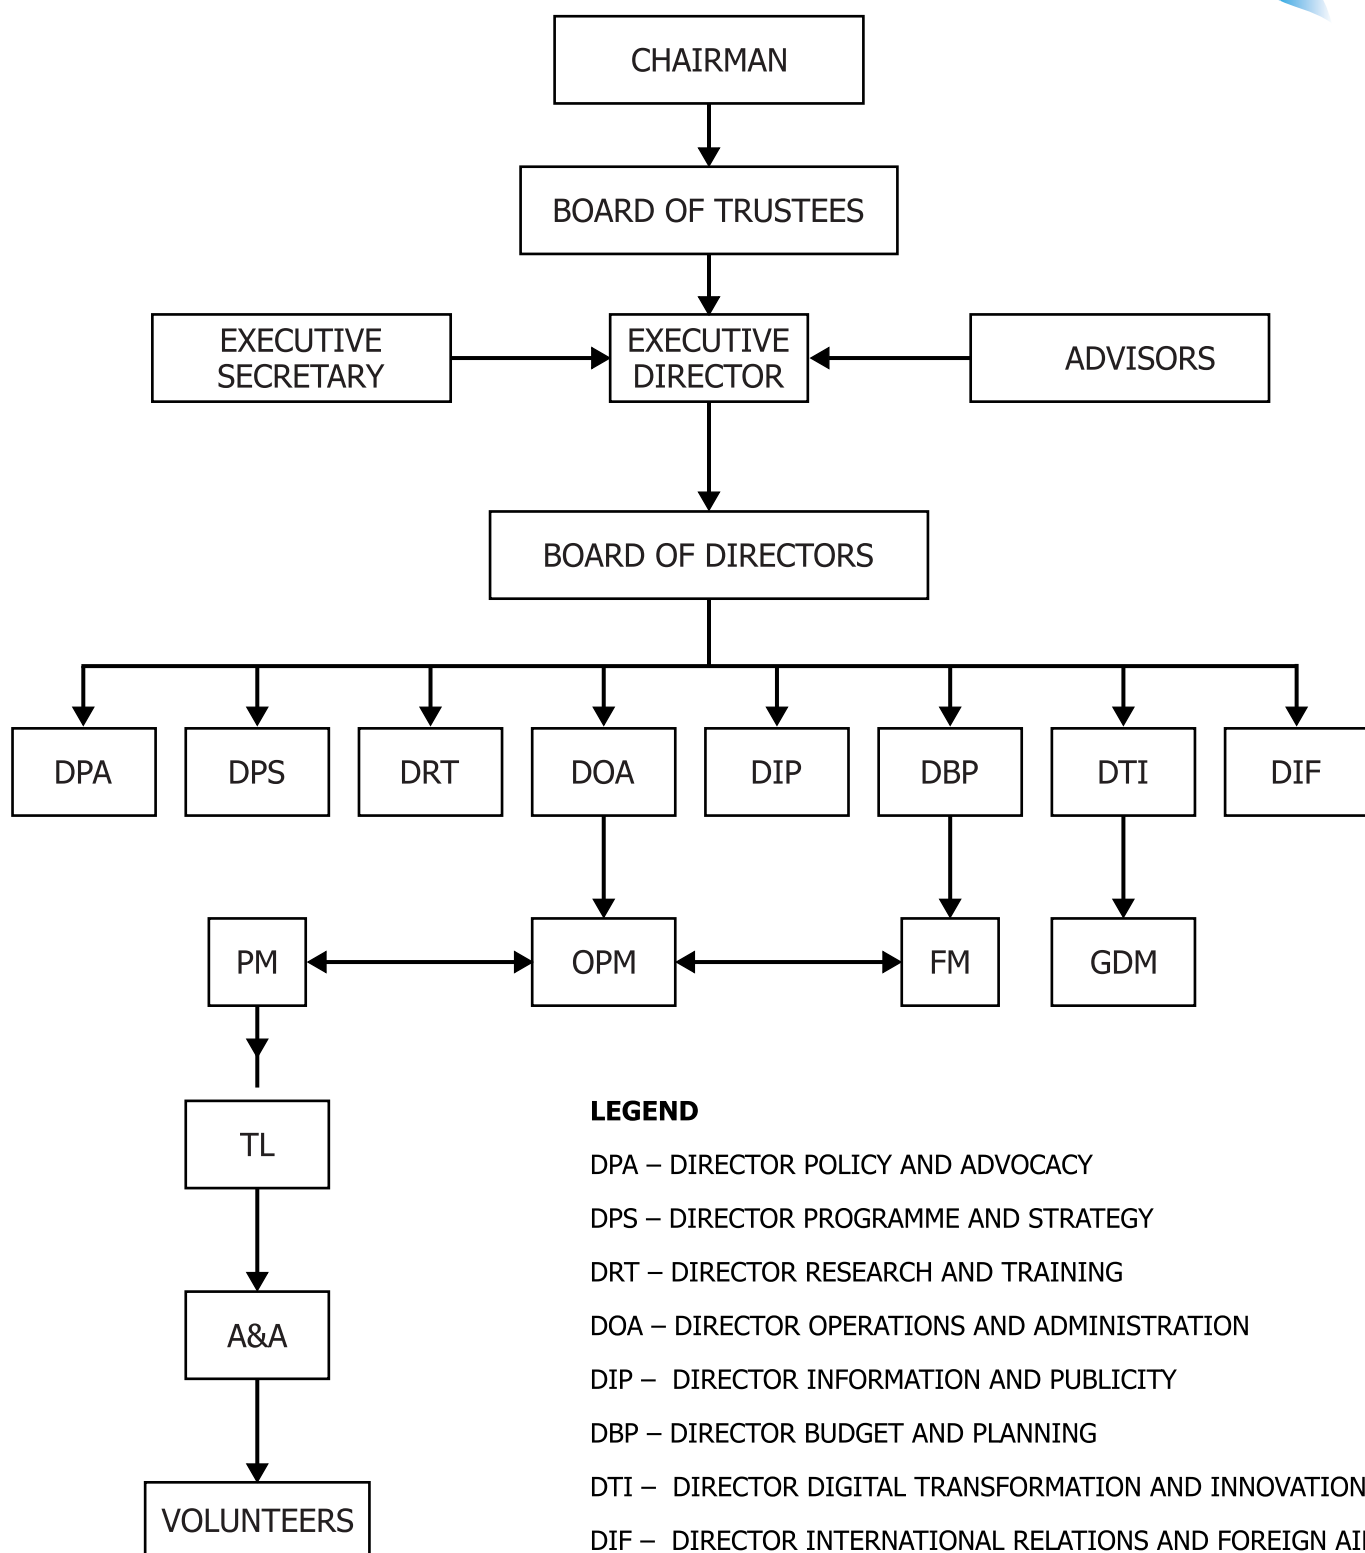 CHAIRMAN
BOARD OF TRUSTEES
EXECUTIVE
SECRETARY
EXECUTIVE
DIRECTOR
ADVISORS
BOARD OF DIRECTORS
DPA
DPS
DRT
DOA
DIP
DBP
DTI
DIF
PM
OPM
FM
GDM
TL
A&A
VOLUNTEERS
LEGEND
DPA – DIRECTOR POLICY AND ADVOCACY
DPS – DIRECTOR PROGRAMME AND STRATEGY
DRT – DIRECTOR RESEARCH AND TRAINING
DOA – DIRECTOR OPERATIONS AND ADMINISTRATION
DIP – DIRECTOR INFORMATION AND PUBLICITY
DBP – DIRECTOR BUDGET AND PLANNING
DTI – DIRECTOR DIGITAL TRANSFORMATION AND INNOVATION
DIF – DIRECTOR INTERNATIONAL RELATIONS AND FOREIGN